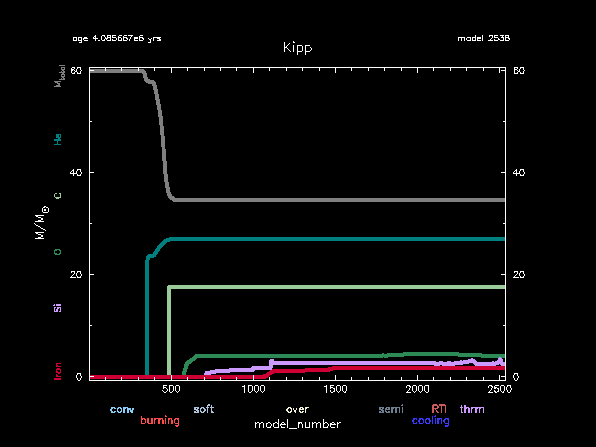 age 4.085667e6 yrs
model 2538
Kipp
M_total
He
C
O
Si
Iron
M/M⊙
60
40
20
0
60
40
20
0
500
1000
1500
2000
2500
conv
soft
over
semi
RTI
thrm
burning
cooling
model_number